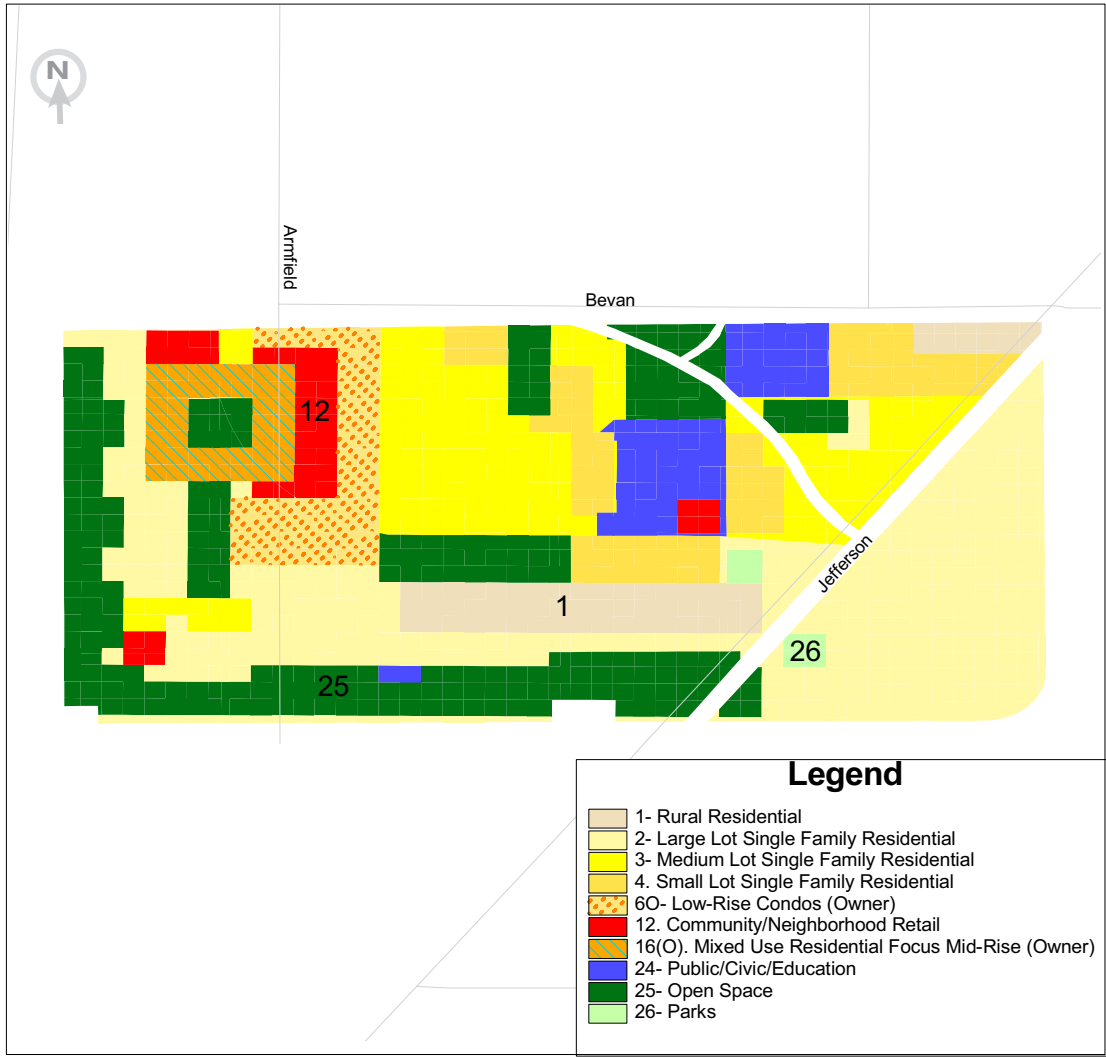 N
Armfield
Bevan
12
Jefferson
1
26
25
Legend
1- Rural Residential
2- Large Lot Single Family Residential
3- Medium Lot Single Family Residential
4. Small Lot Single Family Residential
6O- Low-Rise Condos (Owner)
12. Community/Neighborhood Retail
16(O). Mixed Use Residential Focus Mid-Rise (Owner)
24- Public/Civic/Education
25- Open Space
26- Parks